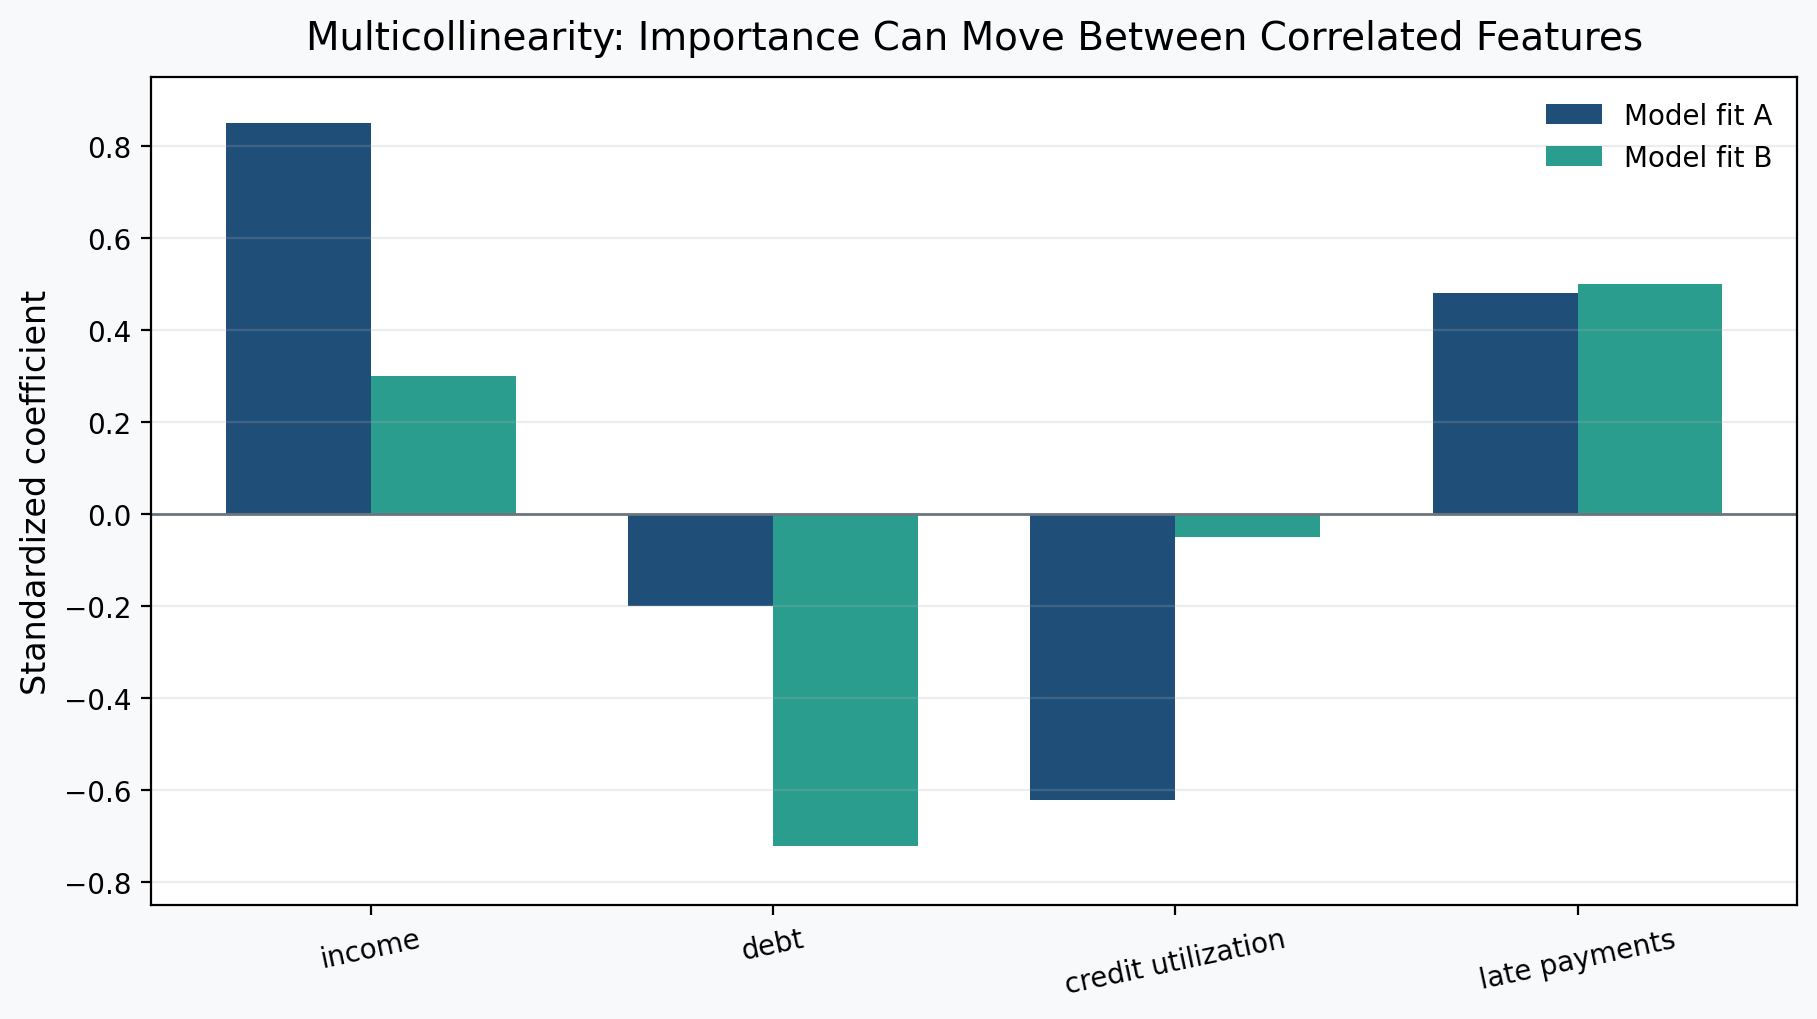 Multicollinearity: Importance Can Move Between Correlated Features
Model fit A
Model fit B
Standardized coefficient
0.8
0.6
0.4
0.2
0.0
−0.2
−0.4
−0.6
−0.8
income
debt
credit utilization
late payments